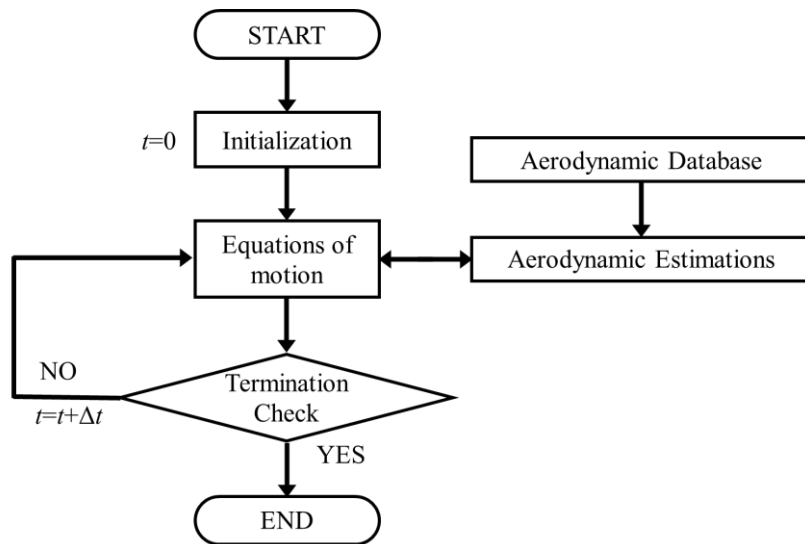 START
t=0
Initialization
Aerodynamic Database
Equations of
motion
Aerodynamic Estimations
NO
t=t+Δt
Termination
Check
YES
END